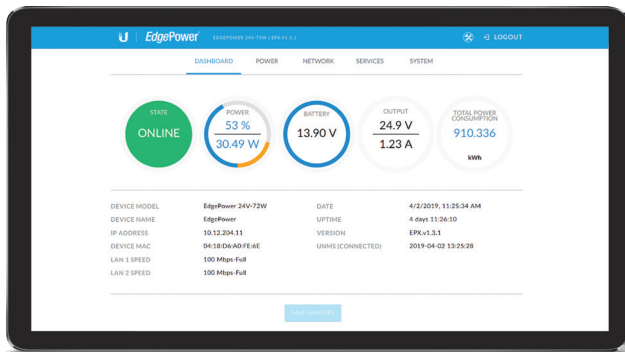 U EdgePower™ EDGEPOWER 24V-72W | EPX.V1.3.1 LOGOUT
DASHBOARD POWER NETWORK SERVICES SYSTEM
STATE
ONLINE
POWER
53 %
30.49 W
BATTERY
13.90 V
OUTPUT
24.9 V
1.23 A
TOTAL POWER
CONSUMPTION
910.336
kWh
DEVICE MODEL EdgePower 24V-72W
DEVICE NAME EdgePower
IP ADDRESS 10.12.204.11
DEVICE MAC 04:18:D6:A0:FE:6E
LAN 1 SPEED 100 Mbps-Full
LAN 2 SPEED 100 Mbps-Full
DATE 4/2/2019, 11:25:34 AM
UPTIME 4 days 11:26:10
VERSION EPX.v1.3.1
UNMS (CONNECTED) 2019-04-02 13:25:28
SAVE CHANGES